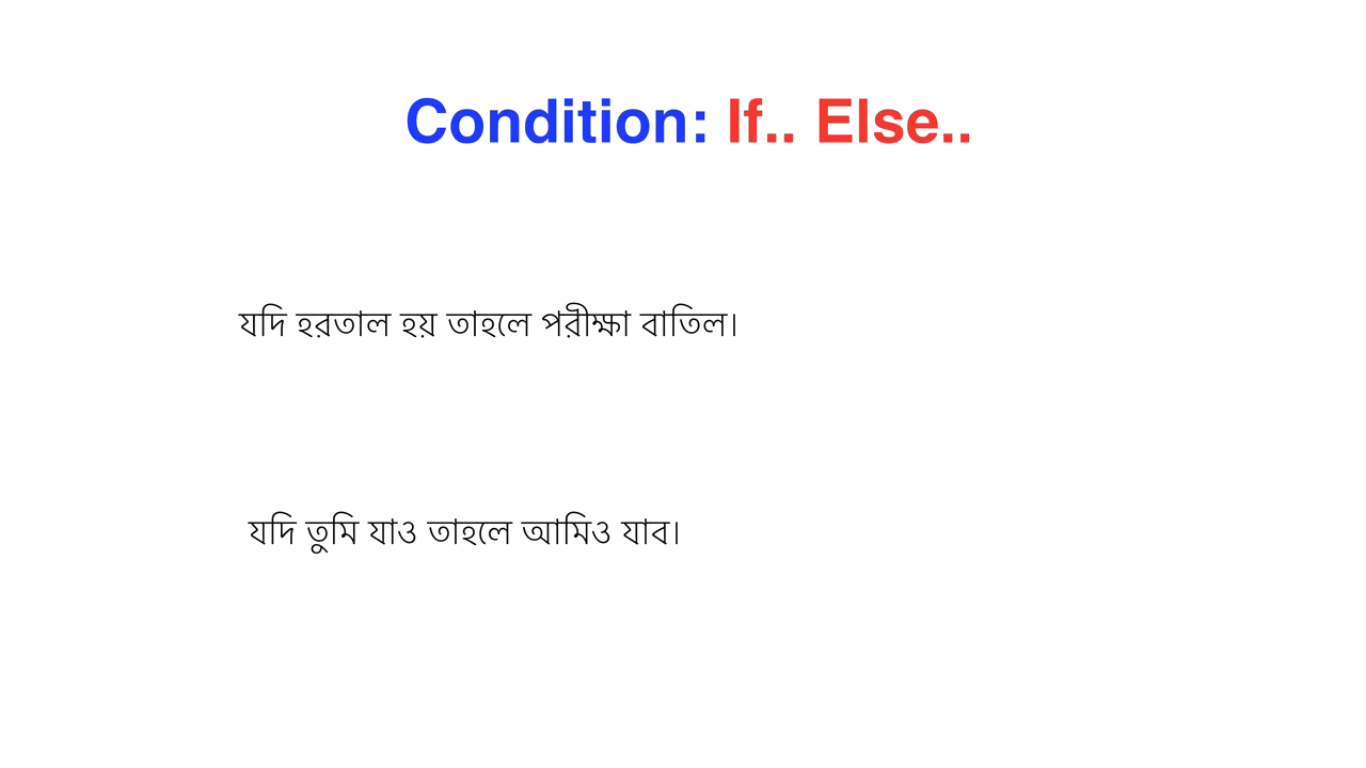 Condition: If.. Else..
যদি হরতাল হয় তাহলে পরীক্ষা বাতিল।
যদি তুমি যাও তাহলে আমিও যাব।